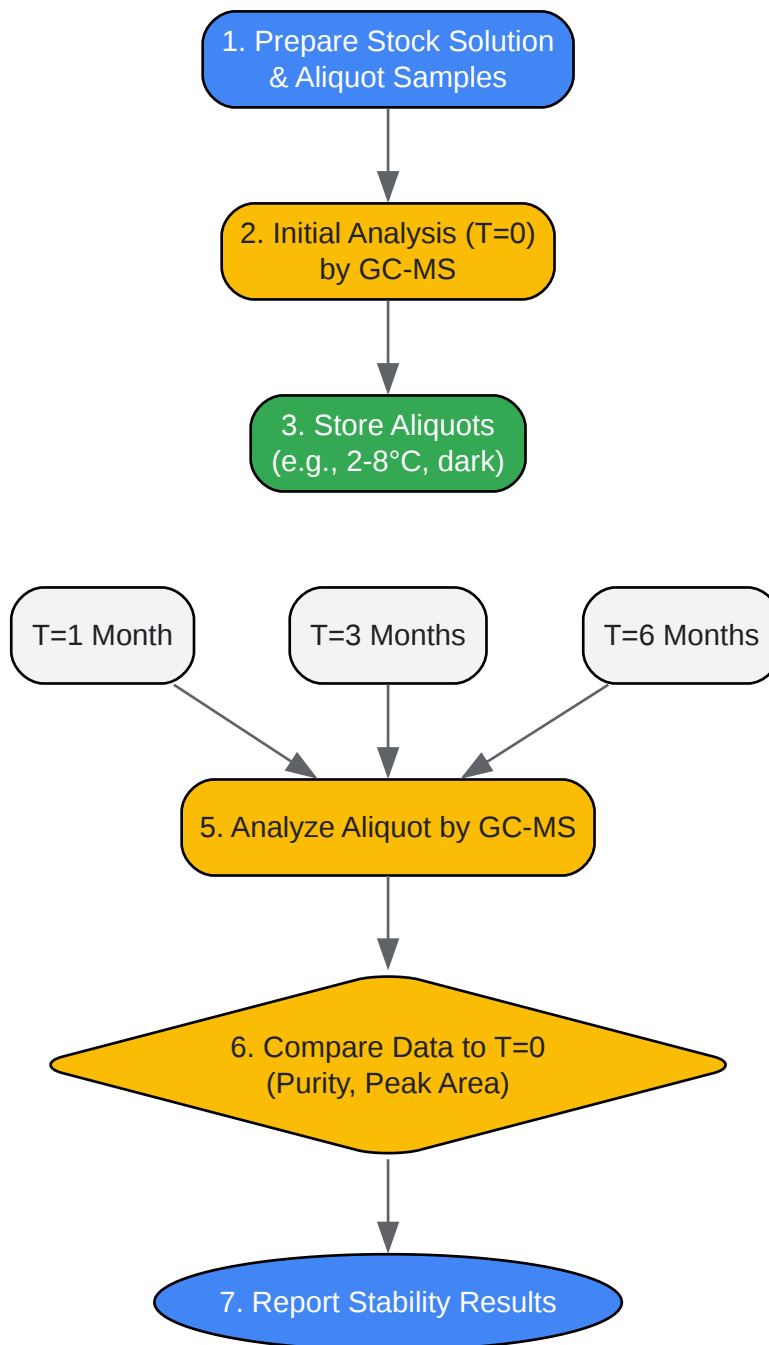 1. Prepare Stock Solution
& Aliquot Samples
2. Initial Analysis (T=0)
by GC-MS
3. Store Aliquots
(e.g., 2-8°C, dark)
T=1 Month
T=3 Months
T=6 Months
5. Analyze Aliquot by GC-MS
6. Compare Data to T=0
(Purity, Peak Area)
7. Report Stability Results